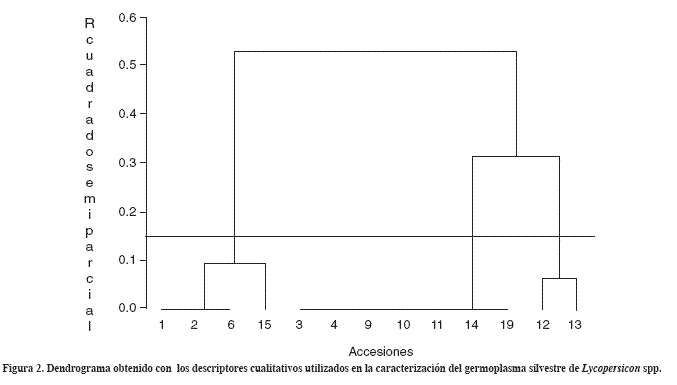 R cuadrado semiparcial
0.6
0.5
0.4
0.3
0.2
0.1
0.0
1 2 6 15 3 4 9 10 11 14 19 12 13
Accesiones
Figura 2. Dendrograma obtenido con los descriptores cualitativos utilizados en la caracterización del germoplasma silvestre de Lycopersicon spp.